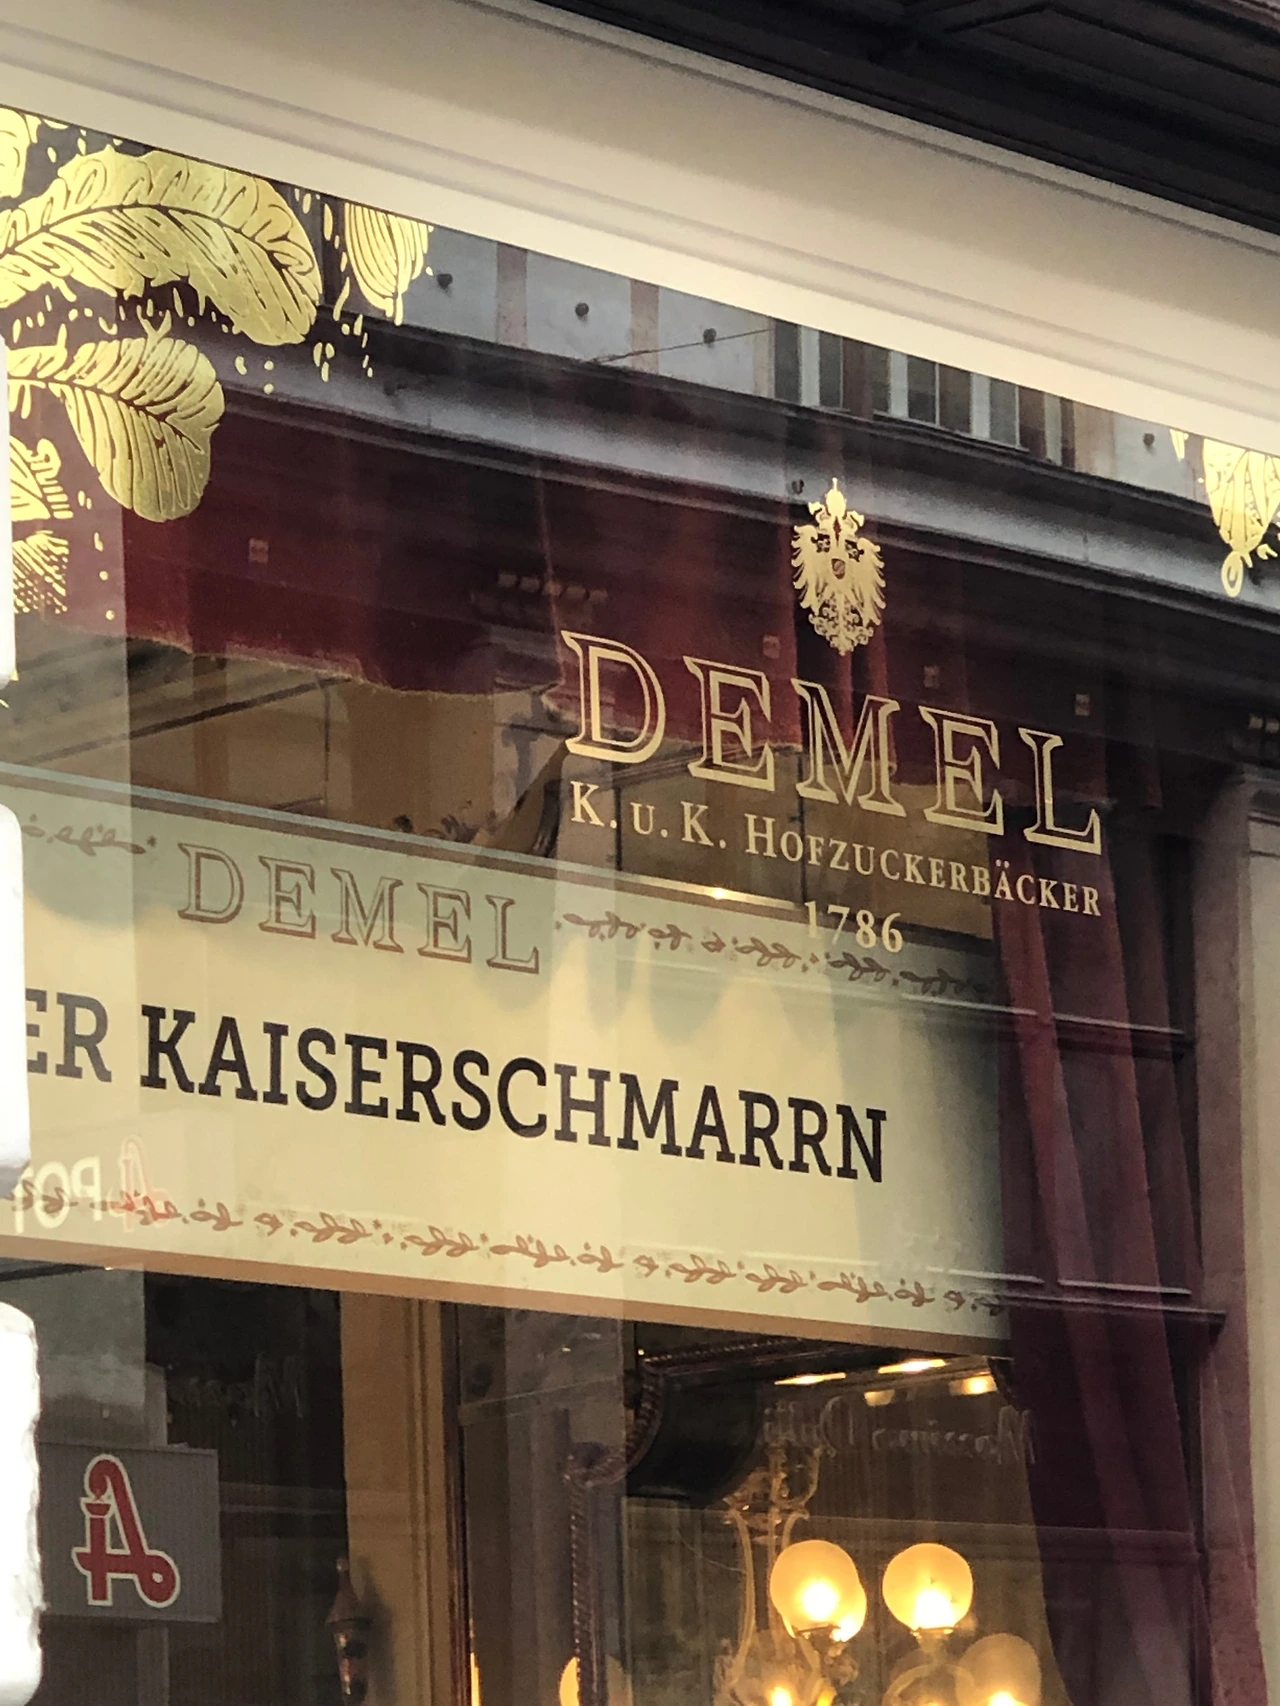 DEMEL
K. u. K. HOFZUCKERBÄCKER
1786
DEMEL
ER KAISERSCHMARRN